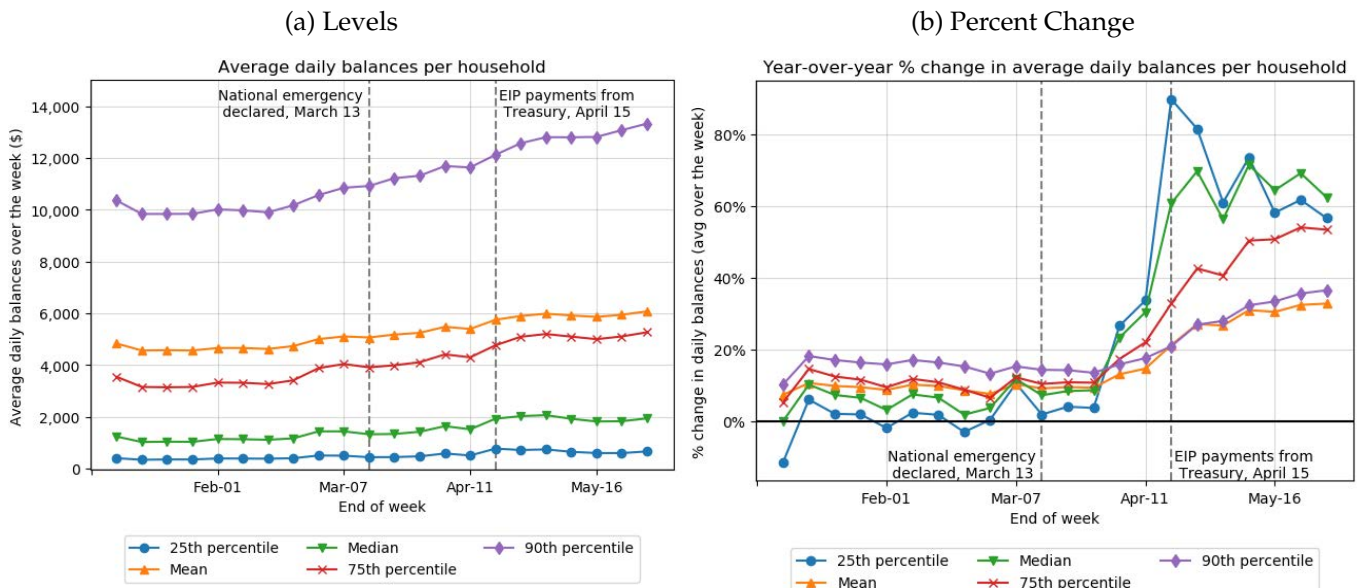 (a) Levels
(b) Percent Change
Average daily balances per household
Average daily balances over the week ($)
14,000
12,000
10,000
8,000
6,000
4,000
2,000
0
National emergency
declared, March 13
EIP payments from
Treasury, April 15
Feb-01
Mar-07
Apr-11
May-16
End of week
25th percentile
Mean
Median
75th percentile
90th percentile
Year-over-year % change in average daily balances per household
% change in daily balances (avg over the week)
80%
60%
40%
20%
0%
National emergency
declared, March 13
EIP payments from
Treasury, April 15
Feb-01
Mar-07
Apr-11
May-16
End of week
25th percentile
Mean
Median
75th percentile
90th percentile